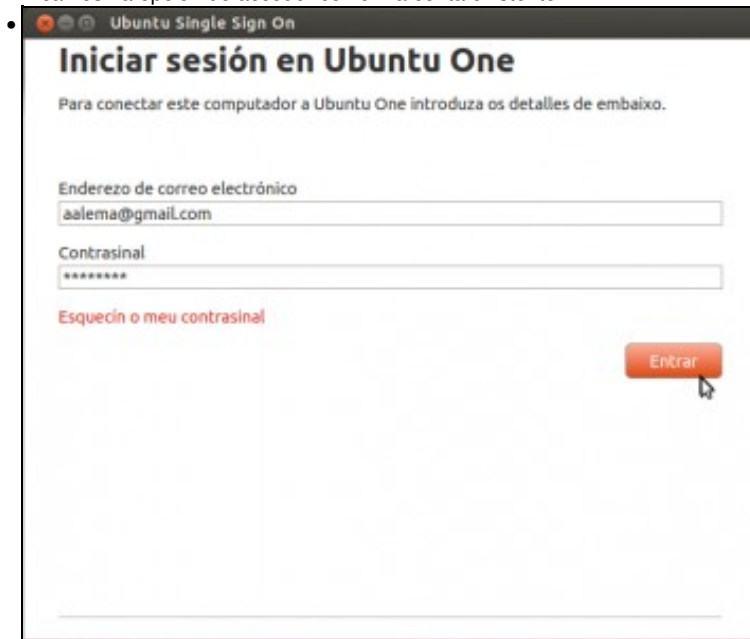 Ubuntu Single Sign On
Iniciar sesión en Ubuntu One
Para conectar este computador a Ubuntu One introduza os detalles de embaixo.
Enderezo de correo electrónico
aalema@gmail.com
Contrasinal
********
Esquecín o meu contrasinal
Entrar